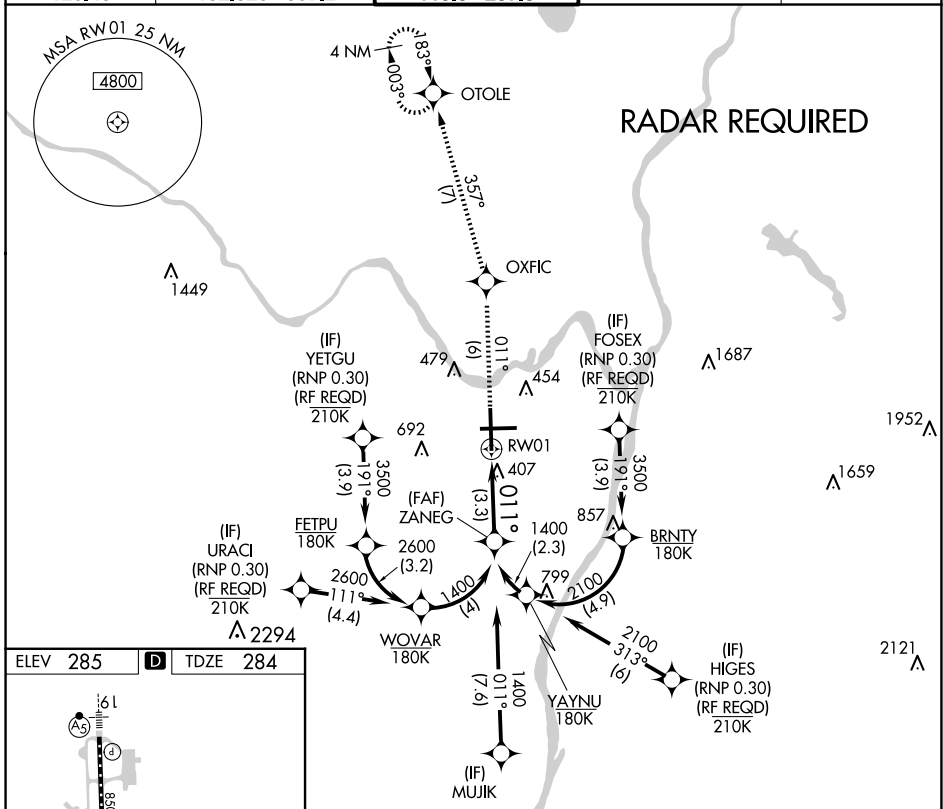 MSA RW01 25 NM
4800
4 NM
183°
003°
OTOLE
RADAR REQUIRED
357°
(7)
OXFIC
1449
(IF)
YETGU
(RNP 0.30)
(RF REQD)
210K
479
011°
(6)
454
(IF)
FOSEX
(RNP 0.30)
(RF REQD)
210K
1687
1952
692
RW01
407
1659
3500
191°
(3.9)
(FAF)
ZANEG
011°
(3.3)
3500
191°
(3.9)
857
FETPU
180K
2600
(3.2)
1400
(2.3)
BRNTY
180K
(IF)
URACI
(RNP 0.30)
(RF REQD)
210K
2600
111°
(4.4)
1400
(4)
799
2100
(4.9)
2294
WOVAR
180K
2100
313°
(6)
(IF)
HIGES
(RNP 0.30)
(RF REQD)
210K
2121
1400
011°
(7.6)
YAYNU
180K
(IF)
MUJIK
ELEV 285
D
TDZE 284
19
A5
P